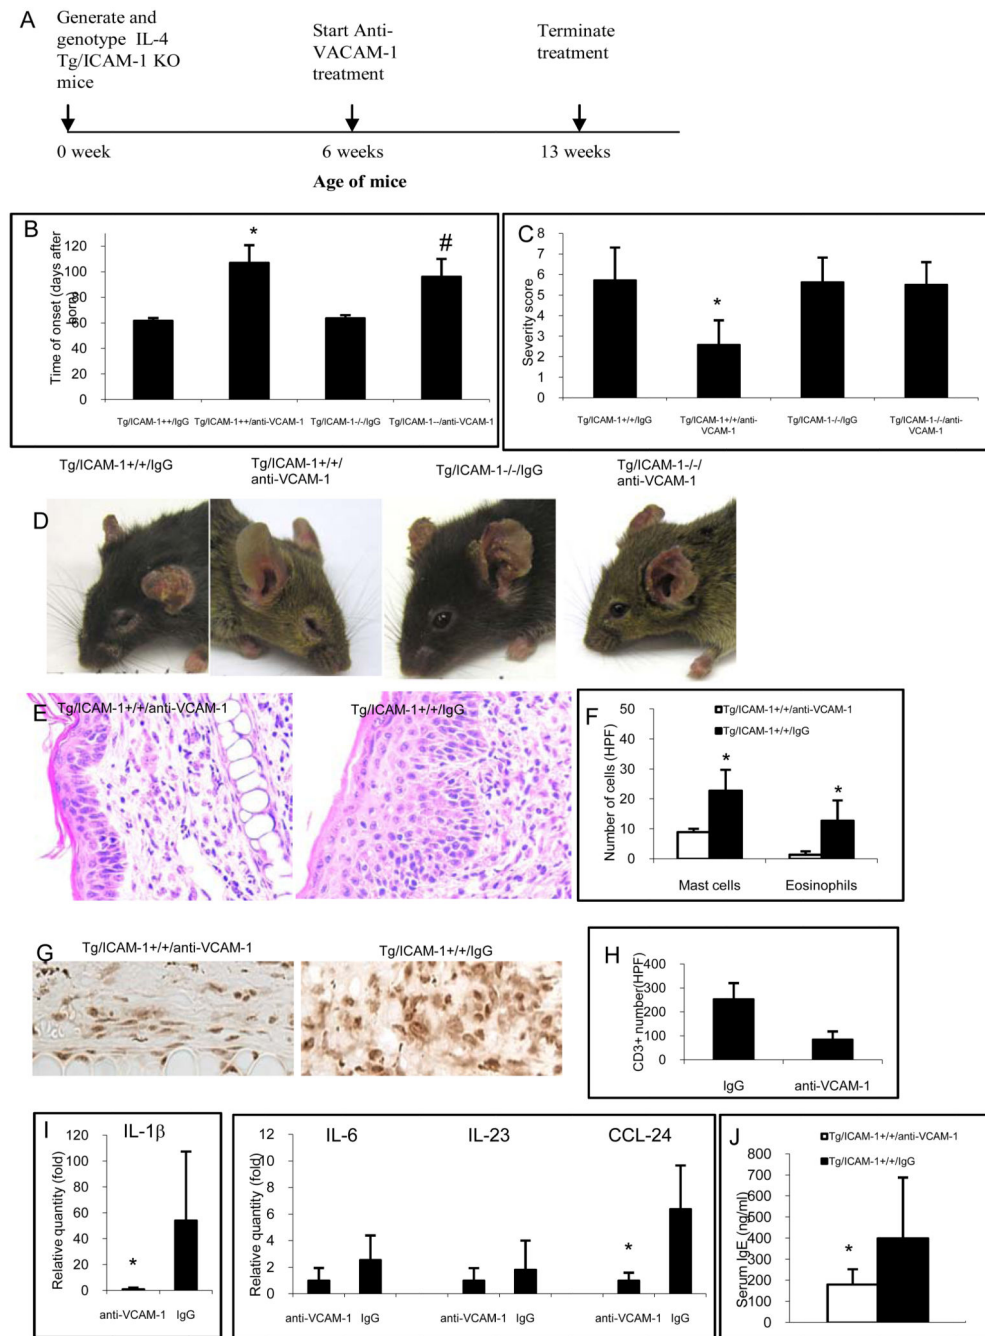 A
Generate and
genotype IL-4
Tg/ICAM-1 KO
mice
Start Anti-
VACAM-1
treatment
Terminate
treatment
0 week
6 weeks
13 weeks
Age of mice
B
Time of onset (days after
born)
120
100
80
60
40
20
0
*
#
Tg/ICAM-1++/IgG
Tg/ICAM-1++/anti-VCAM-1
Tg/ICAM-1-/-/IgG
Tg/ICAM-1--/anti-VCAM-1
C
Severity score
8
7
6
5
4
3
2
1
0
*
Tg/ICAM-1+/+/IgG
Tg/ICAM-1+/+/anti-
VCAM-1
Tg/ICAM-1-/-/IgG
Tg/ICAM-1-/-/anti-
VCAM-1
Tg/ICAM-1+/+/IgG
Tg/ICAM-1+/+/
anti-VCAM-1
Tg/ICAM-1-/-/IgG
Tg/ICAM-1-/-/
anti-VCAM-1
D
E
Tg/ICAM-1+/+/anti-VCAM-1
Tg/ICAM-1+/+/IgG
F
Number of cells (HPF)
50
40
30
20
10
0
Tg/ICAM-1+/+/anti-VCAM-1
Tg/ICAM-1+/+/IgG
*
*
Mast cells
Eosinophils
G
Tg/ICAM-1+/+/anti-VCAM-1
Tg/ICAM-1+/+/IgG
H
CD3+ number(HPF)
400
300
200
100
0
IgG
anti-VCAM-1
I
IL-1β
Relative quantity (fold)
120
100
80
60
40
20
0
*
anti-VCAM-1
IgG
Relative quantity (fold)
12
10
8
6
4
2
0
IL-6
IL-23
CCL-24
*
anti-VCAM-1
IgG
anti-VCAM-1
IgG
anti-VCAM-1
IgG
J
Tg/ICAM-1+/+/anti-VCAM-1
Tg/ICAM-1+/+/IgG
Serum IgE (ng/ml)
800
700
600
500
400
300
200
100
0
*